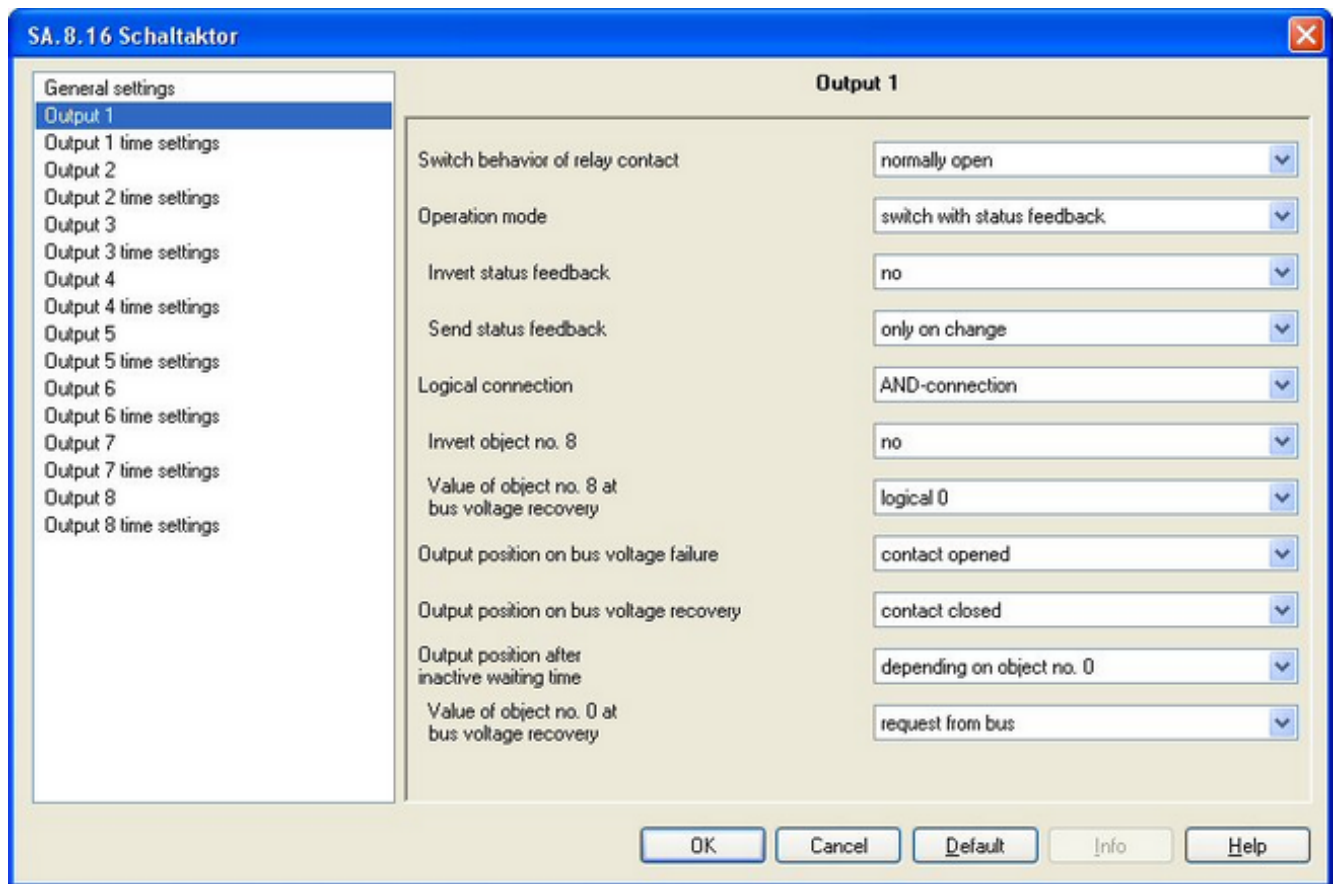 SA.8.16 Schaltaktor
General settings
Output 1
Output 1 time settings
Output 2
Output 2 time settings
Output 3
Output 3 time settings
Output 4
Output 4 time settings
Output 5
Output 5 time settings
Output 6
Output 6 time settings
Output 7
Output 7 time settings
Output 8
Output 8 time settings
Output 1
Switch behavior of relay contact normally open
Operation mode switch with status feedback
Invert status feedback no
Send status feedback only on change
Logical connection AND-connection
Invert object no. 8 no
Value of object no. 8 at
bus voltage recovery logical 0
Output position on bus voltage failure contact opened
Output position on bus voltage recovery contact closed
Output position after
inactive waiting time depending on object no. 0
Value of object no. 0 at
bus voltage recovery request from bus
OK Cancel Default Info Help